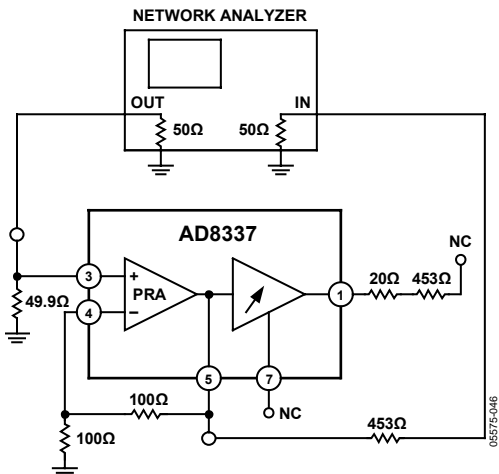 NETWORK ANALYZER
OUT
IN
50Ω
50Ω
AD8337
NC
3
+
PRA
1
20Ω
453Ω
49.9Ω
4
–
5
7
100Ω
NC
100Ω
453Ω
05575-046